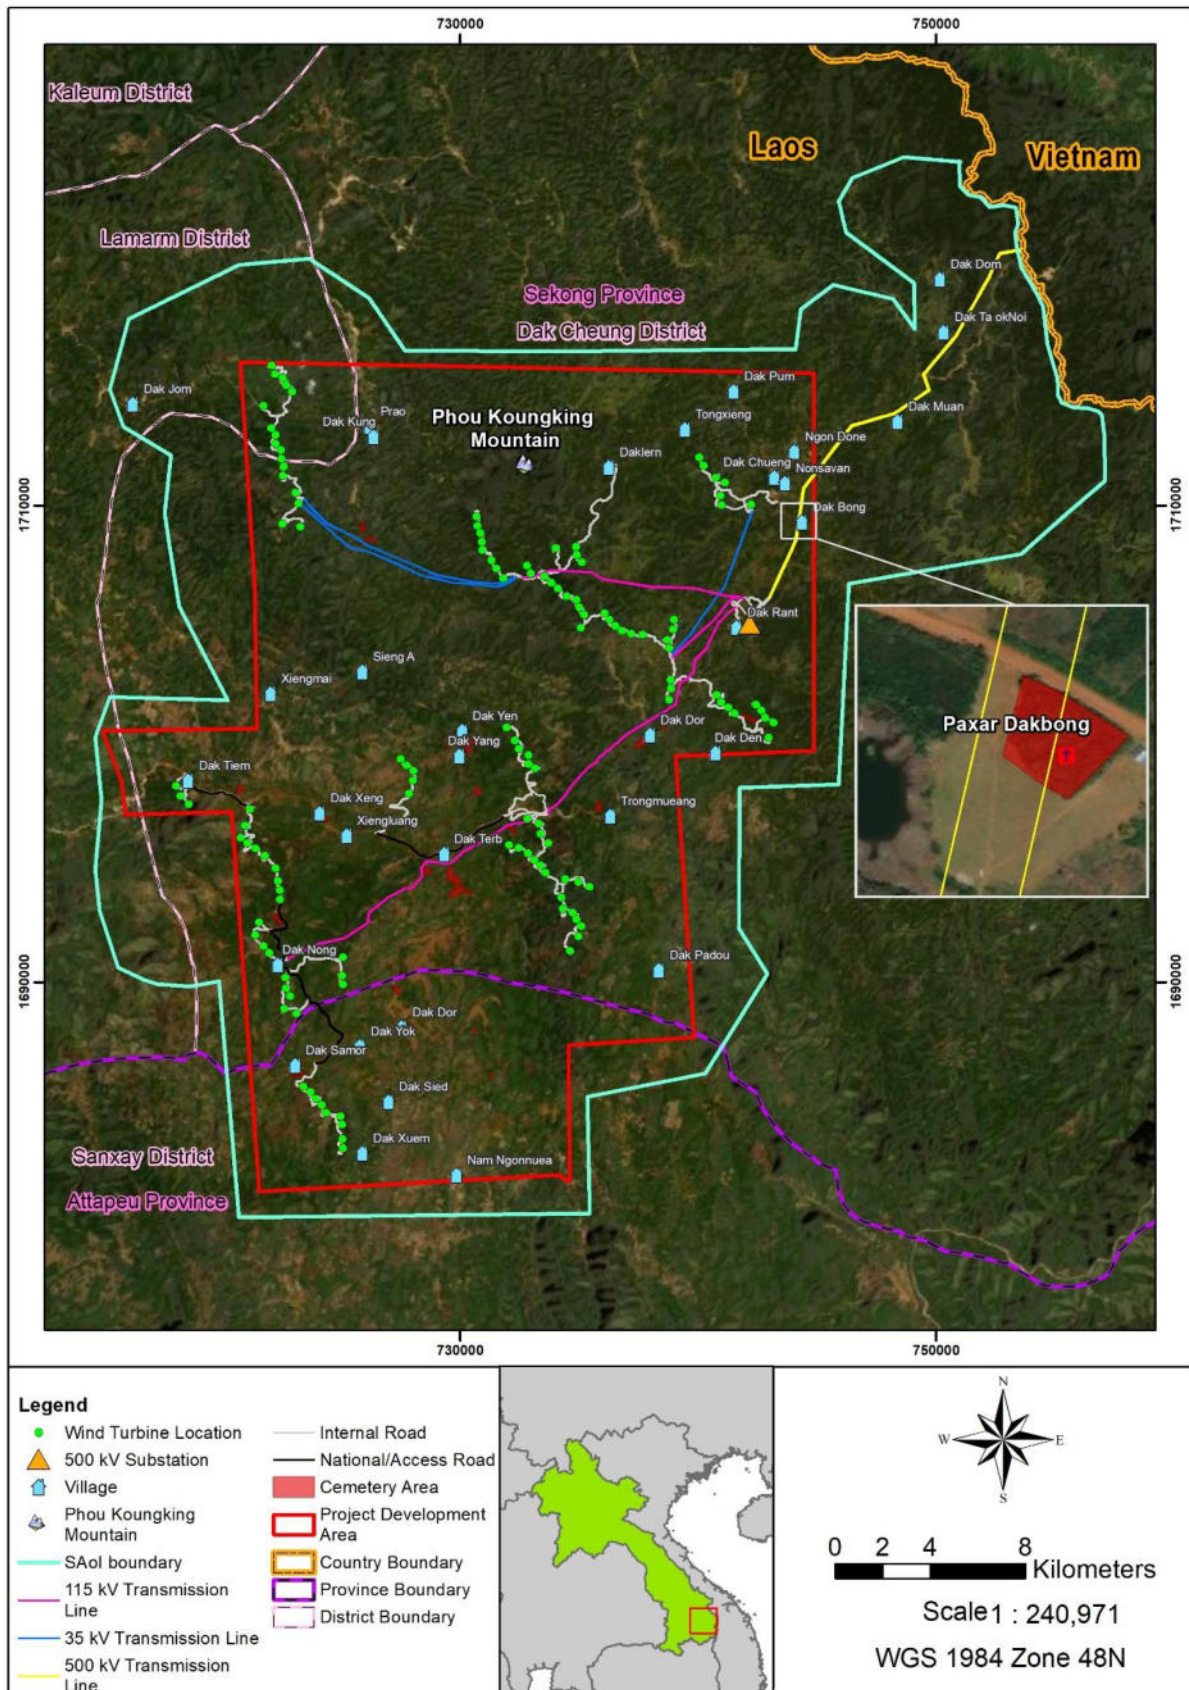 730000
750000
Kaleum District
Laos
Vietnam
Lamarm District
Dak Dom
Sekong Province
Dak Cheung District
Dak Ta okNoi
Dak Jom
Dak Pum
Prao
Dak Kung
Phou Koungking
Mountain
Tongxieng
Dak Muan
Ngon Done
Daklern
Dak Chueng
Nonsavan
1710000
1710000
Dak Bong
Dak Rant
Sieng A
Xiengmai
Dak Yen
Dak Dor
Paxar Dakbong
Dak Yang
Dak Den
Dak Tiem
Dak Xeng
Trongmueang
Xiengluang
Dak Terb
Dak Nong
Dak Padou
1690000
1690000
Dak Dor
Dak Yok
Dak Samor
Dak Sied
Dak Xuem
Sanxay District
Nam Ngonnuea
Attapeu Province
730000
750000
Legend
Wind Turbine Location
500 kV Substation
Village
Phou Koungking
Mountain
SAoI boundary
115 kV Transmission
Line
35 kV Transmission Line
500 kV Transmission
Line
Internal Road
National/Access Road
Cemetery Area
Project Development
Area
Country Boundary
Province Boundary
District Boundary
N
W
E
S
0 2 4 8
Kilometers
Scale1 : 240,971
WGS 1984 Zone 48N